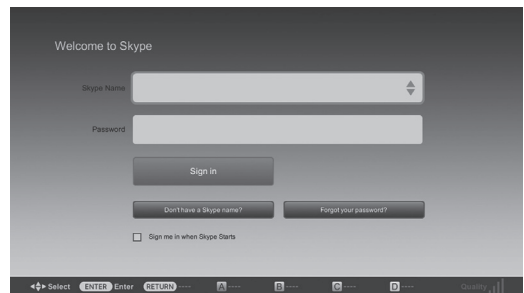 Welcome to Skype
Skype Name
Password
Sign in
Don't have a Skype name? Forgot your password?
Sign me in when Skype Starts
Select ENTER Enter RETURN ---- A ---- B ---- C ---- D ---- Quality